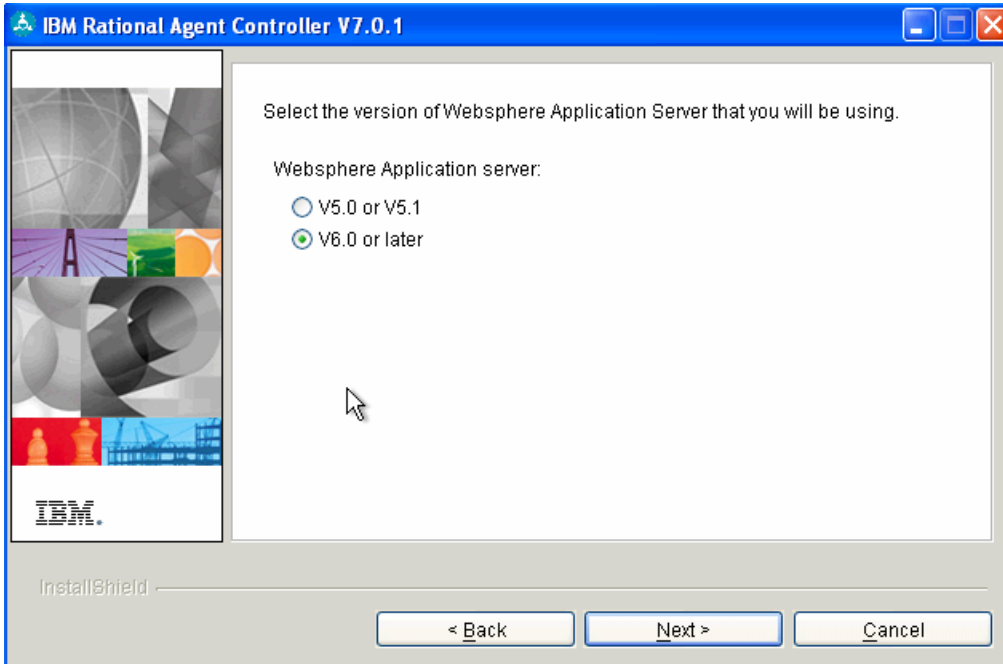 IBM Rational Agent Controller V7.0.1
Select the version of Websphere Application Server that you will be using.
Websphere Application server:
V5.0 or V5.1
V6.0 or later
IBM.
InstallShield
< Back
Next >
Cancel